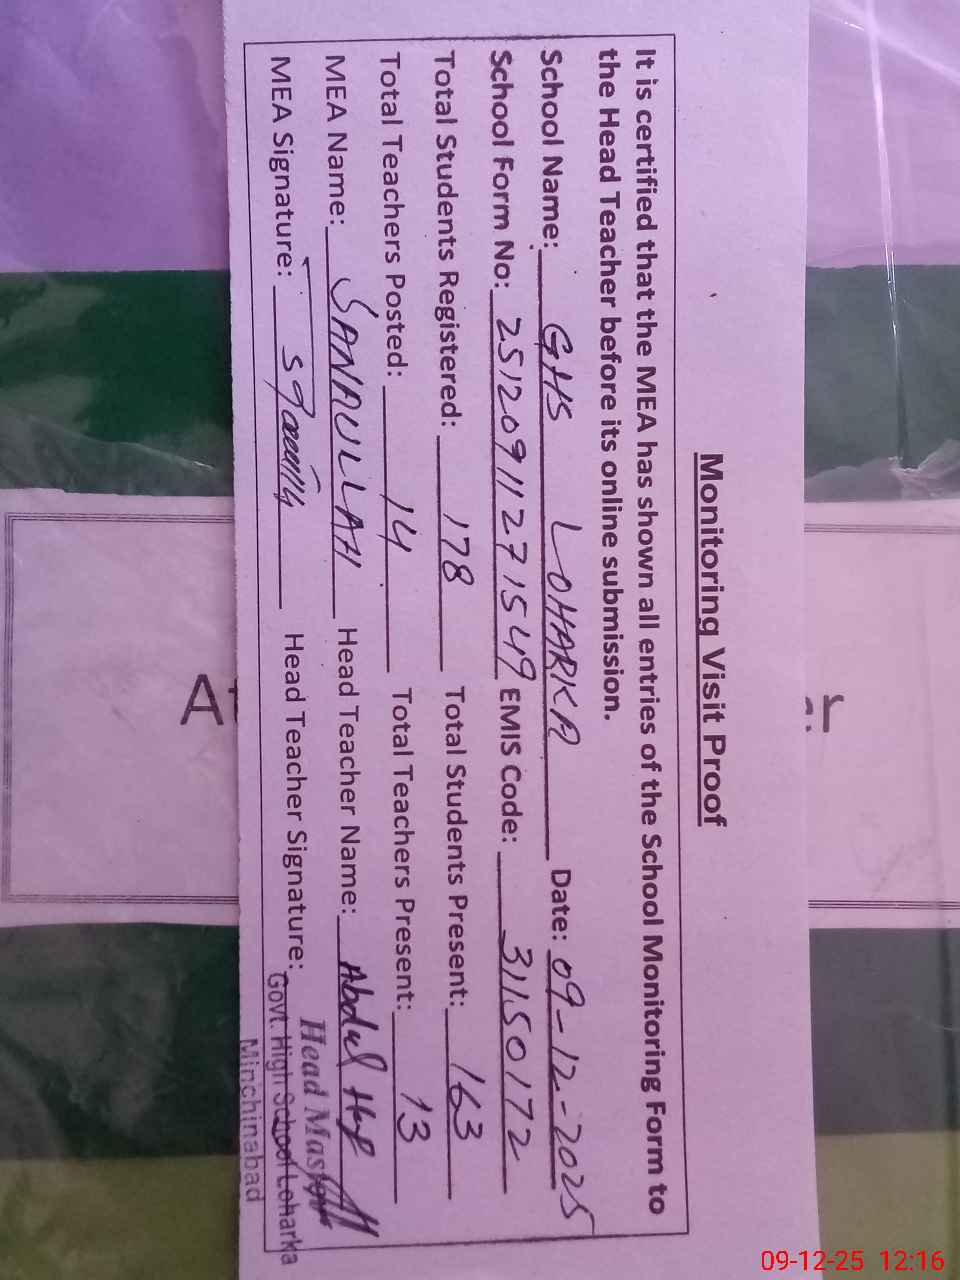 Monitoring Visit Proof
It is certified that the MEA has shown all entries of the School Monitoring Form to
the Head Teacher before its online submission.
School Name: GHS LOHARKA Date: 09-12-2025
School Form No: 2512091127 1549 EMIS Code: 31150172
Total Students Registered: 178 Total Students Present: 163
Total Teachers Posted: 14 Total Teachers Present: 13
MEA Name: SANAULLAH Head Teacher Name: Abdul
MEA Signature: Head Teacher Signature:
Head Master
Govt. High School Loharka
Minchinabad
09-12-25 12:16